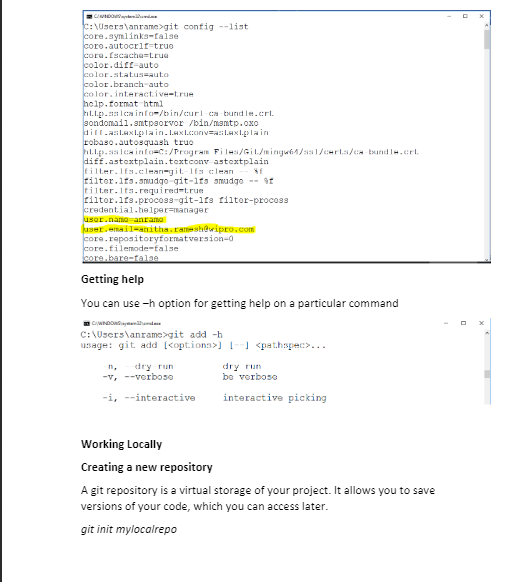 C:\WINDOWS\system32\cmd.exe
C:\Users\anrame>git config --list
core.symlinks=false
core.autocrlf=true
core.fscache=true
color.diff=auto
color.status=auto
color.branch=auto
color.interactive=true
help.format=html
http.sslcainfo=/bin/curl-ca-bundle.crt
sendemail.smtpserver=/bin/msmtp.exe
diff.astextplain.textconv=astextplain
rebase.autosquash=true
http.sslcainfo=C:/Program Files/Git/mingw64/ssl/certs/ca-bundle.crt
diff.astextplain.textconv=astextplain
filter.lfs.clean=git-lfs clean -- %f
filter.lfs.smudge=git-lfs smudge -- %f
filter.lfs.required=true
filter.lfs.process=git-lfs filter-process
credential.helper=manager
user.name=anrame
user.email=anitha.ramesh@wipro.com
core.repositoryformatversion=0
core.filemode=false
core.bare=false
Getting help
You can use –h option for getting help on a particular command
C:\WINDOWS\system32\cmd.exe
C:\Users\anrame>git add -h
usage: git add [<options>] [--] <pathspec>...
n, dry run dry run
-v, --verbose be verbose
-i, --interactive interactive picking
Working Locally
Creating a new repository
A git repository is a virtual storage of your project. It allows you to save
versions of your code, which you can access later.
git init mylocalrepo